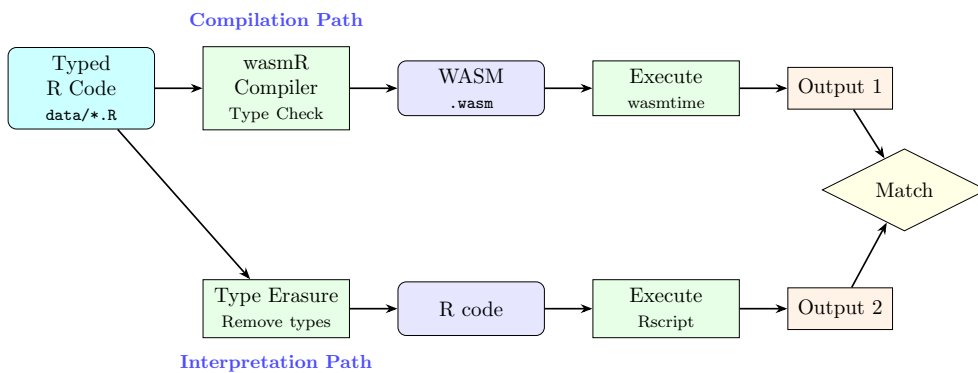 Compilation Path
Typed
R Code
data/*.R
wasmR
Compiler
Type Check
WASM
.wasm
Execute
wasmtime
Output 1
Match
Type Erasure
Remove types
R code
Execute
Rscript
Output 2
Interpretation Path